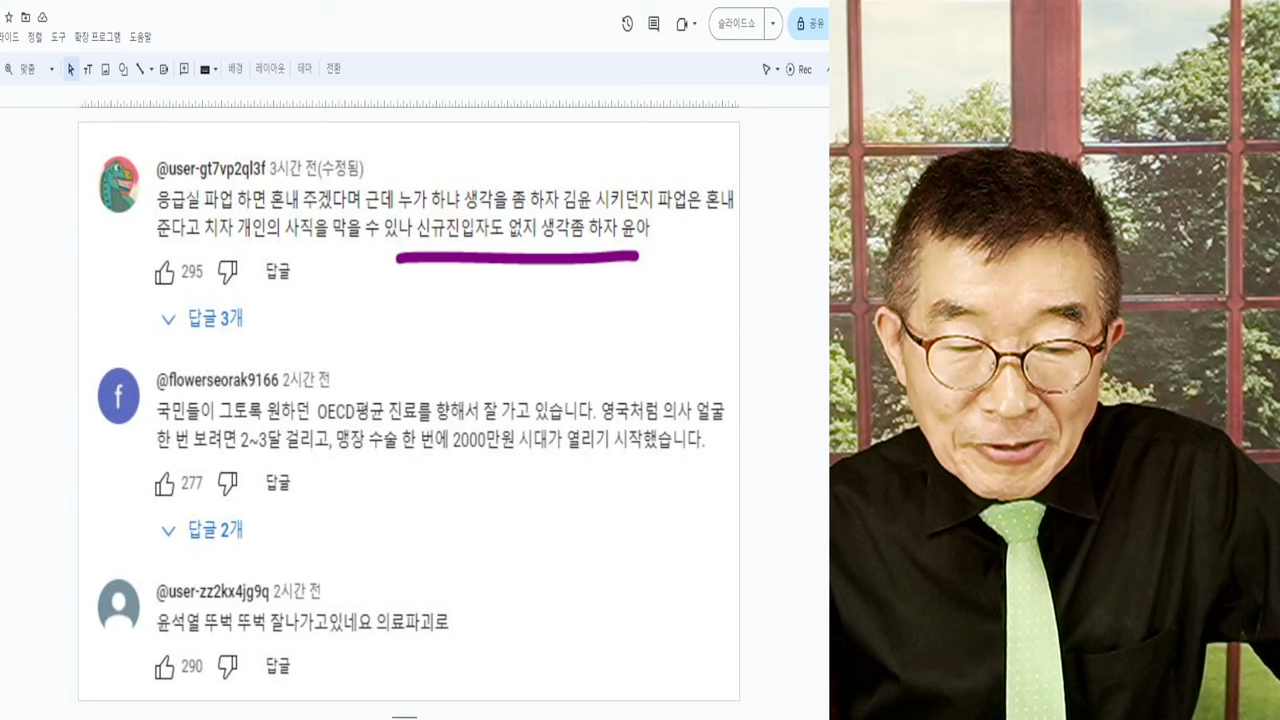 라이드 정렬 도구 확장 프로그램 도움말
슬라이드쇼
공유
맞춤
배경 레이아웃 테마 전환
Rec
@user-gt7vp2ql3f 3시간 전(수정됨)
응급실 파업 하면 혼내 주겠다며 근데 누가 하냐 생각을 좀 하자 김윤 시키던지 파업은 혼내
준다고 치자 개인의 사직을 막을 수 있나 신규진입자도 없지 생각좀 하자 윤아
295 답글
답글 3개
f
@flowerseorak9166 2시간 전
국민들이 그토록 원하던 OECD평균 진료를 향해서 잘 가고 있습니다. 영국처럼 의사 얼굴
한 번 보려면 2~3달 걸리고, 맹장 수술 한 번에 2000만원 시대가 열리기 시작했습니다.
277 답글
답글 2개
@user-zz2kx4jg9q 2시간 전
윤석열 뚜벅 뚜벅 잘나가고있네요 의료파괴로
290 답글